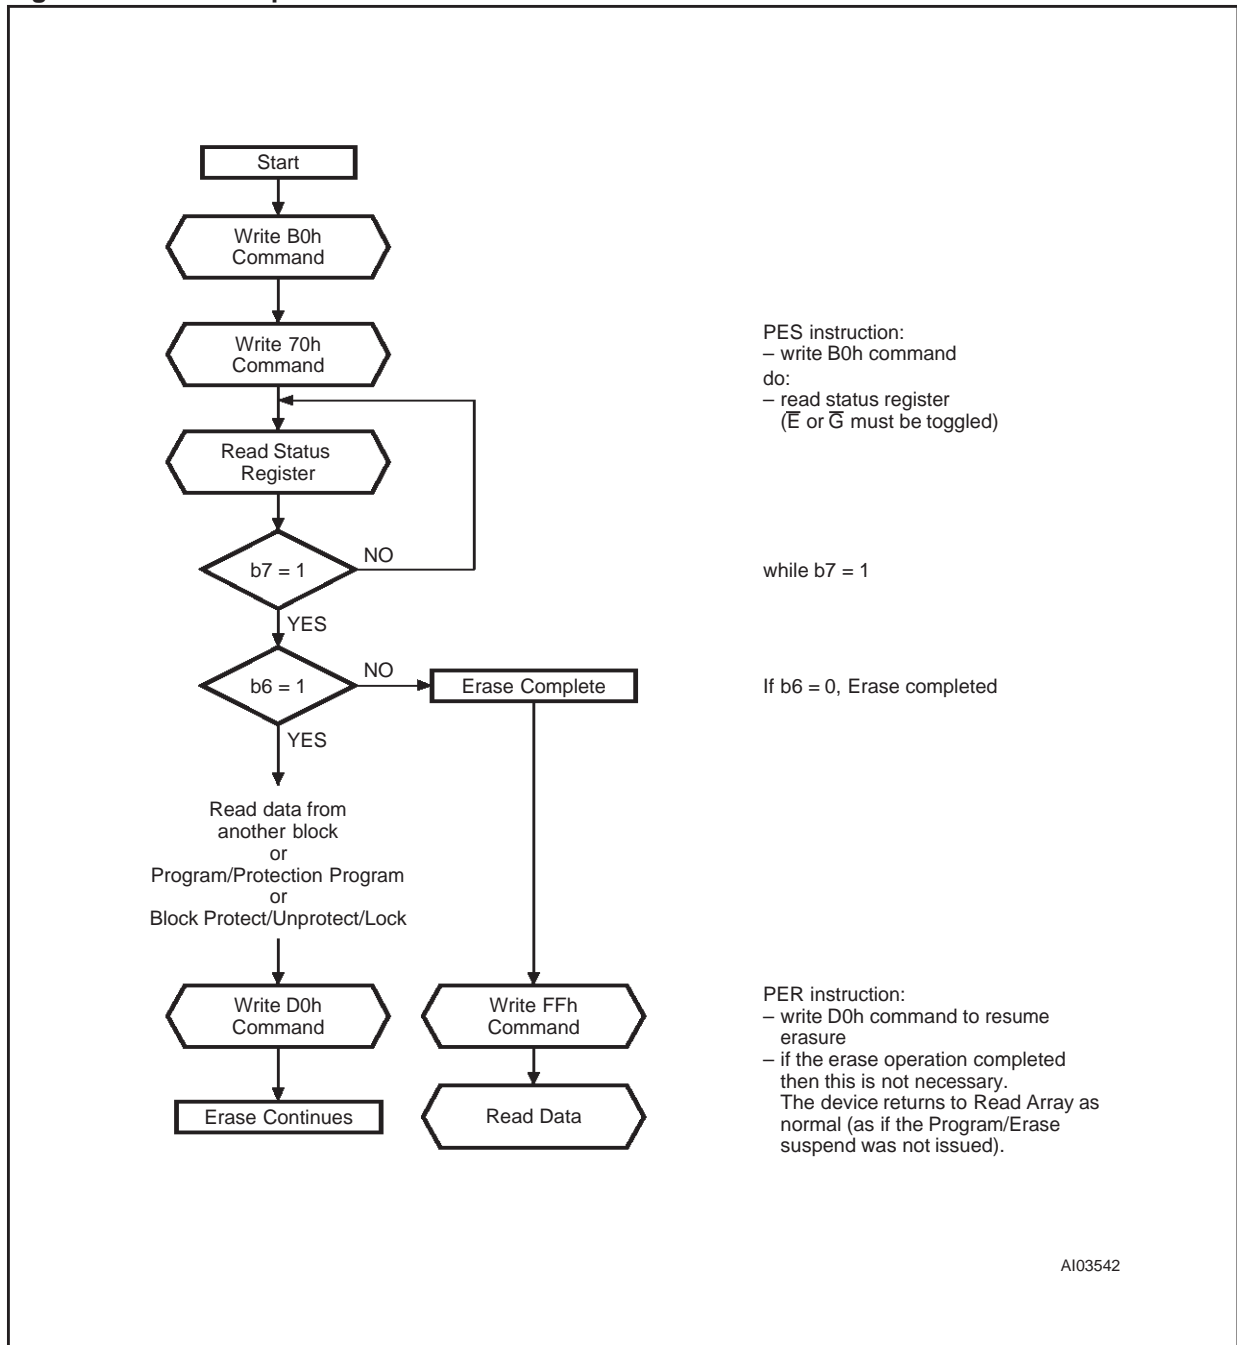 Start
Write B0h
Command
Write 70h
Command
Read Status
Register
b7 = 1
NO
YES
b6 = 1
NO
YES
Erase Complete
Read data from
another block
or
Program/Protection Program
or
Block Protect/Unprotect/Lock
Write D0h
Command
Erase Continues
Write FFh
Command
Read Data
PES instruction:
– write B0h command
do:
– read status register
(E̅ or G̅ must be toggled)
while b7 = 1
If b6 = 0, Erase completed
PER instruction:
– write D0h command to resume
erasure
– if the erase operation completed
then this is not necessary.
The device returns to Read Array as
normal (as if the Program/Erase
suspend was not issued).
AI03542